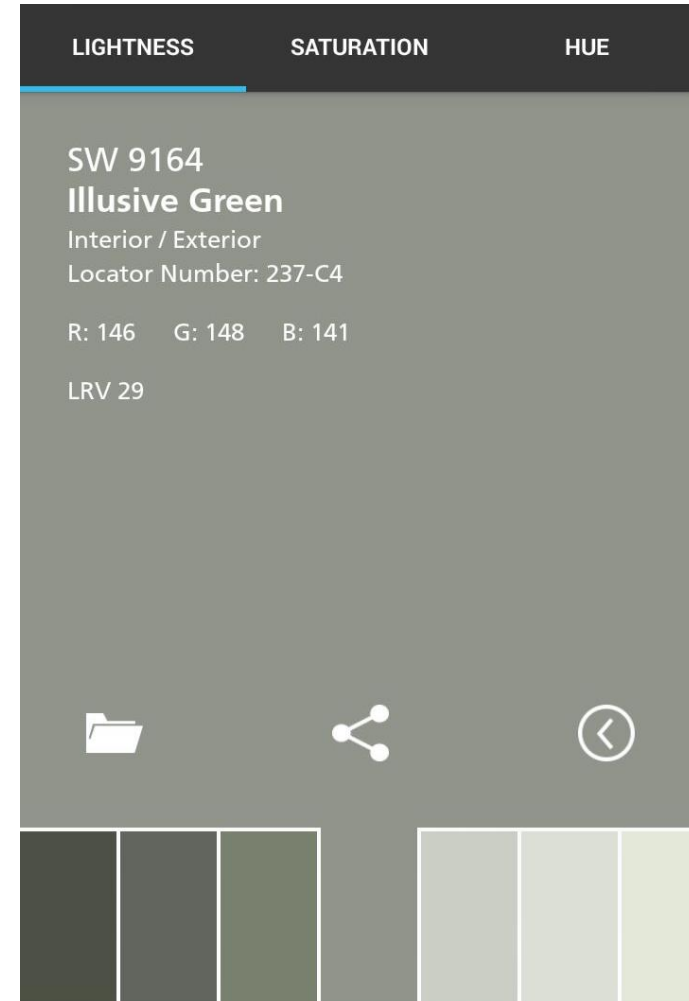 LIGHTNESS SATURATION HUE
SW 9164
Illusive Green
Interior / Exterior
Locator Number: 237-C4
R: 146 G: 148 B: 141
LRV 29